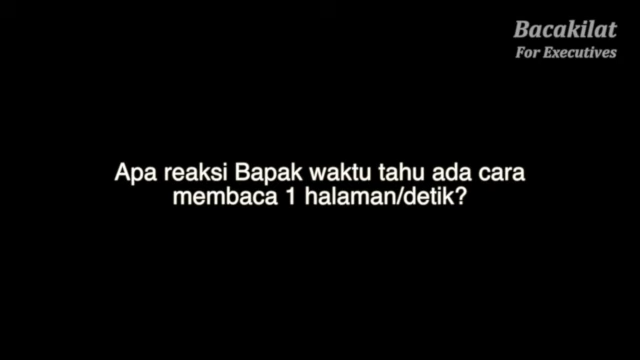 Bacakilat
For Executives
Apa reaksi Bapak waktu tahu ada cara
membaca 1 halaman/detik?